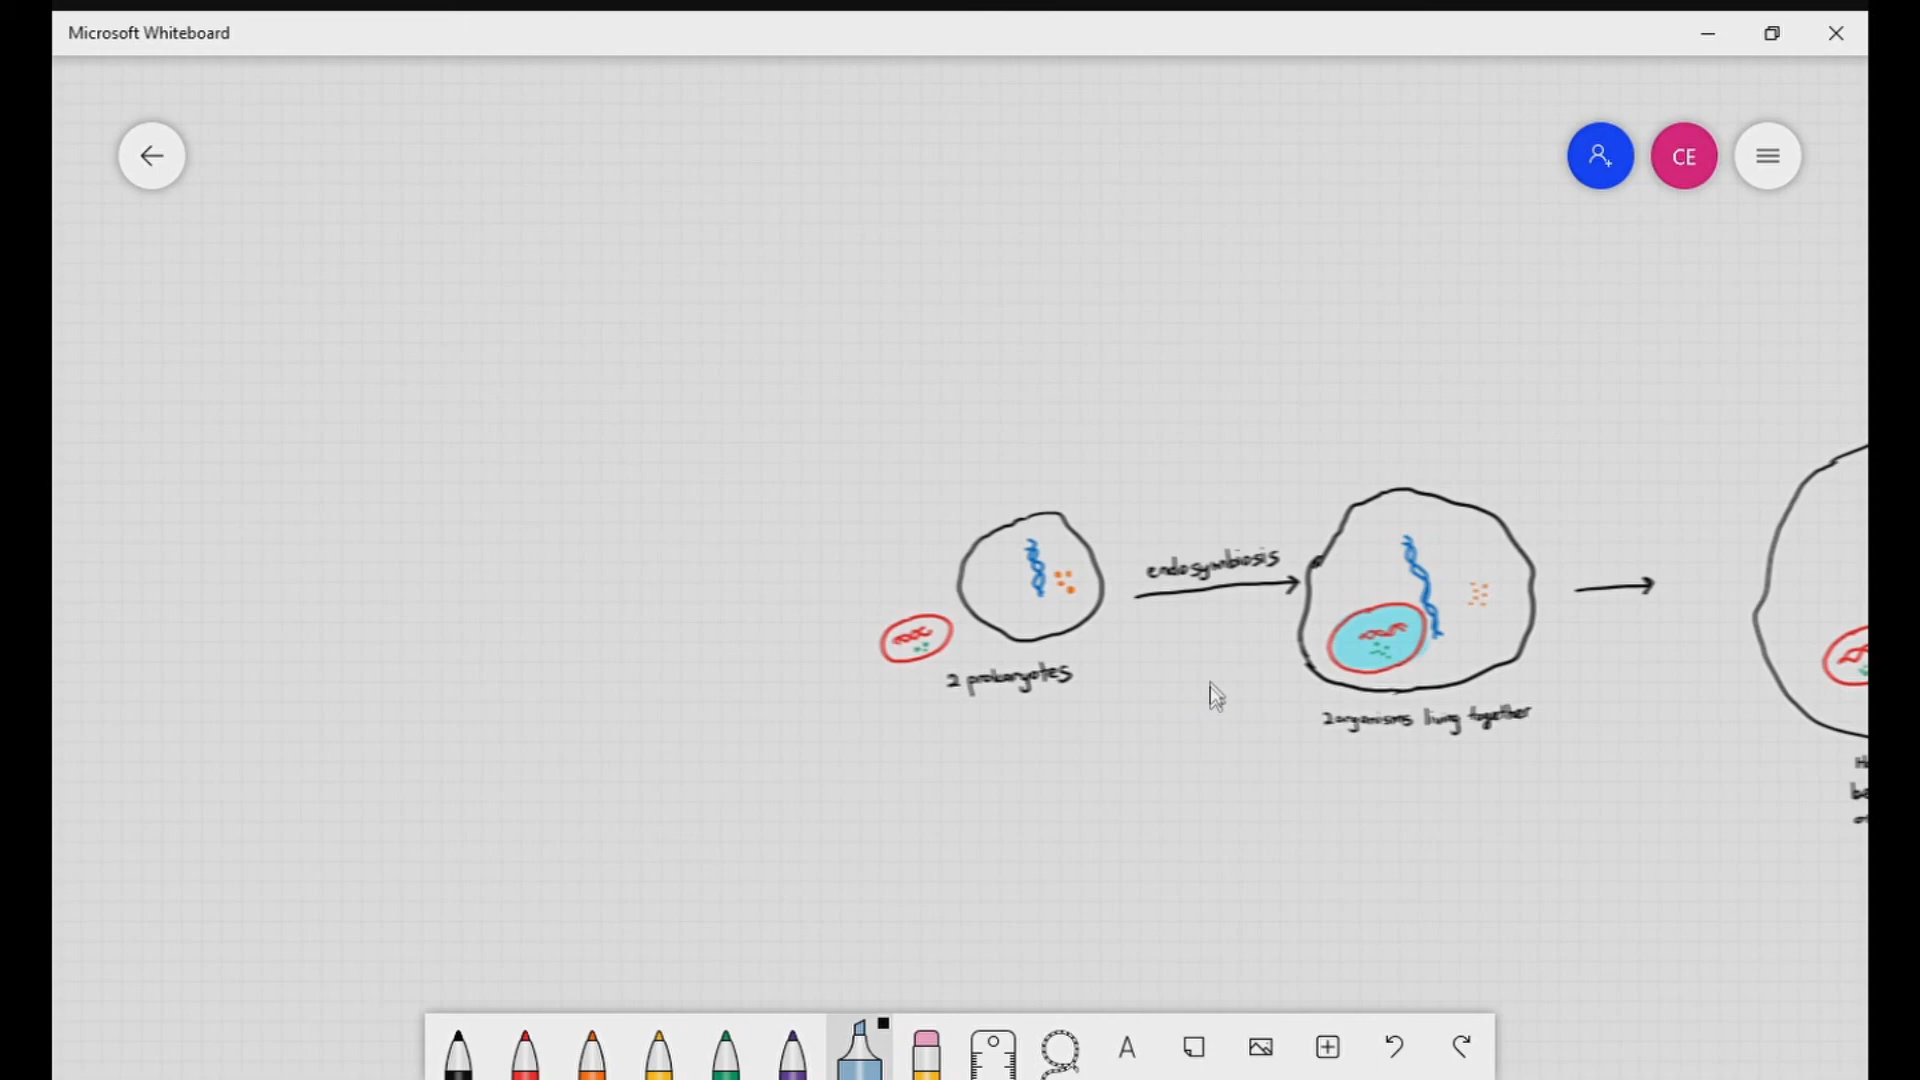 Microsoft Whiteboard
CE
endosymbiosis
2 prokaryotes
2 organisms living together
A